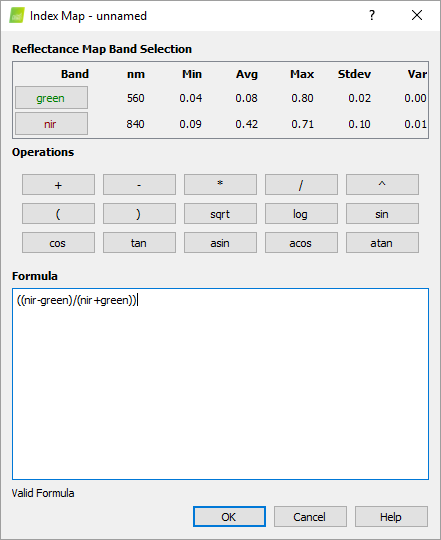 Index Map - unnamed ? ×
Reflectance Map Band Selection
Band nm Min Avg Max Stdev Var
green 560 0.04 0.08 0.80 0.02 0.00
nir 840 0.09 0.42 0.71 0.10 0.01
Operations
+ - * / ^
( ) sqrt log sin
cos tan asin acos atan
Formula
((nir-green)/(nir+green))
Valid Formula
OK Cancel Help